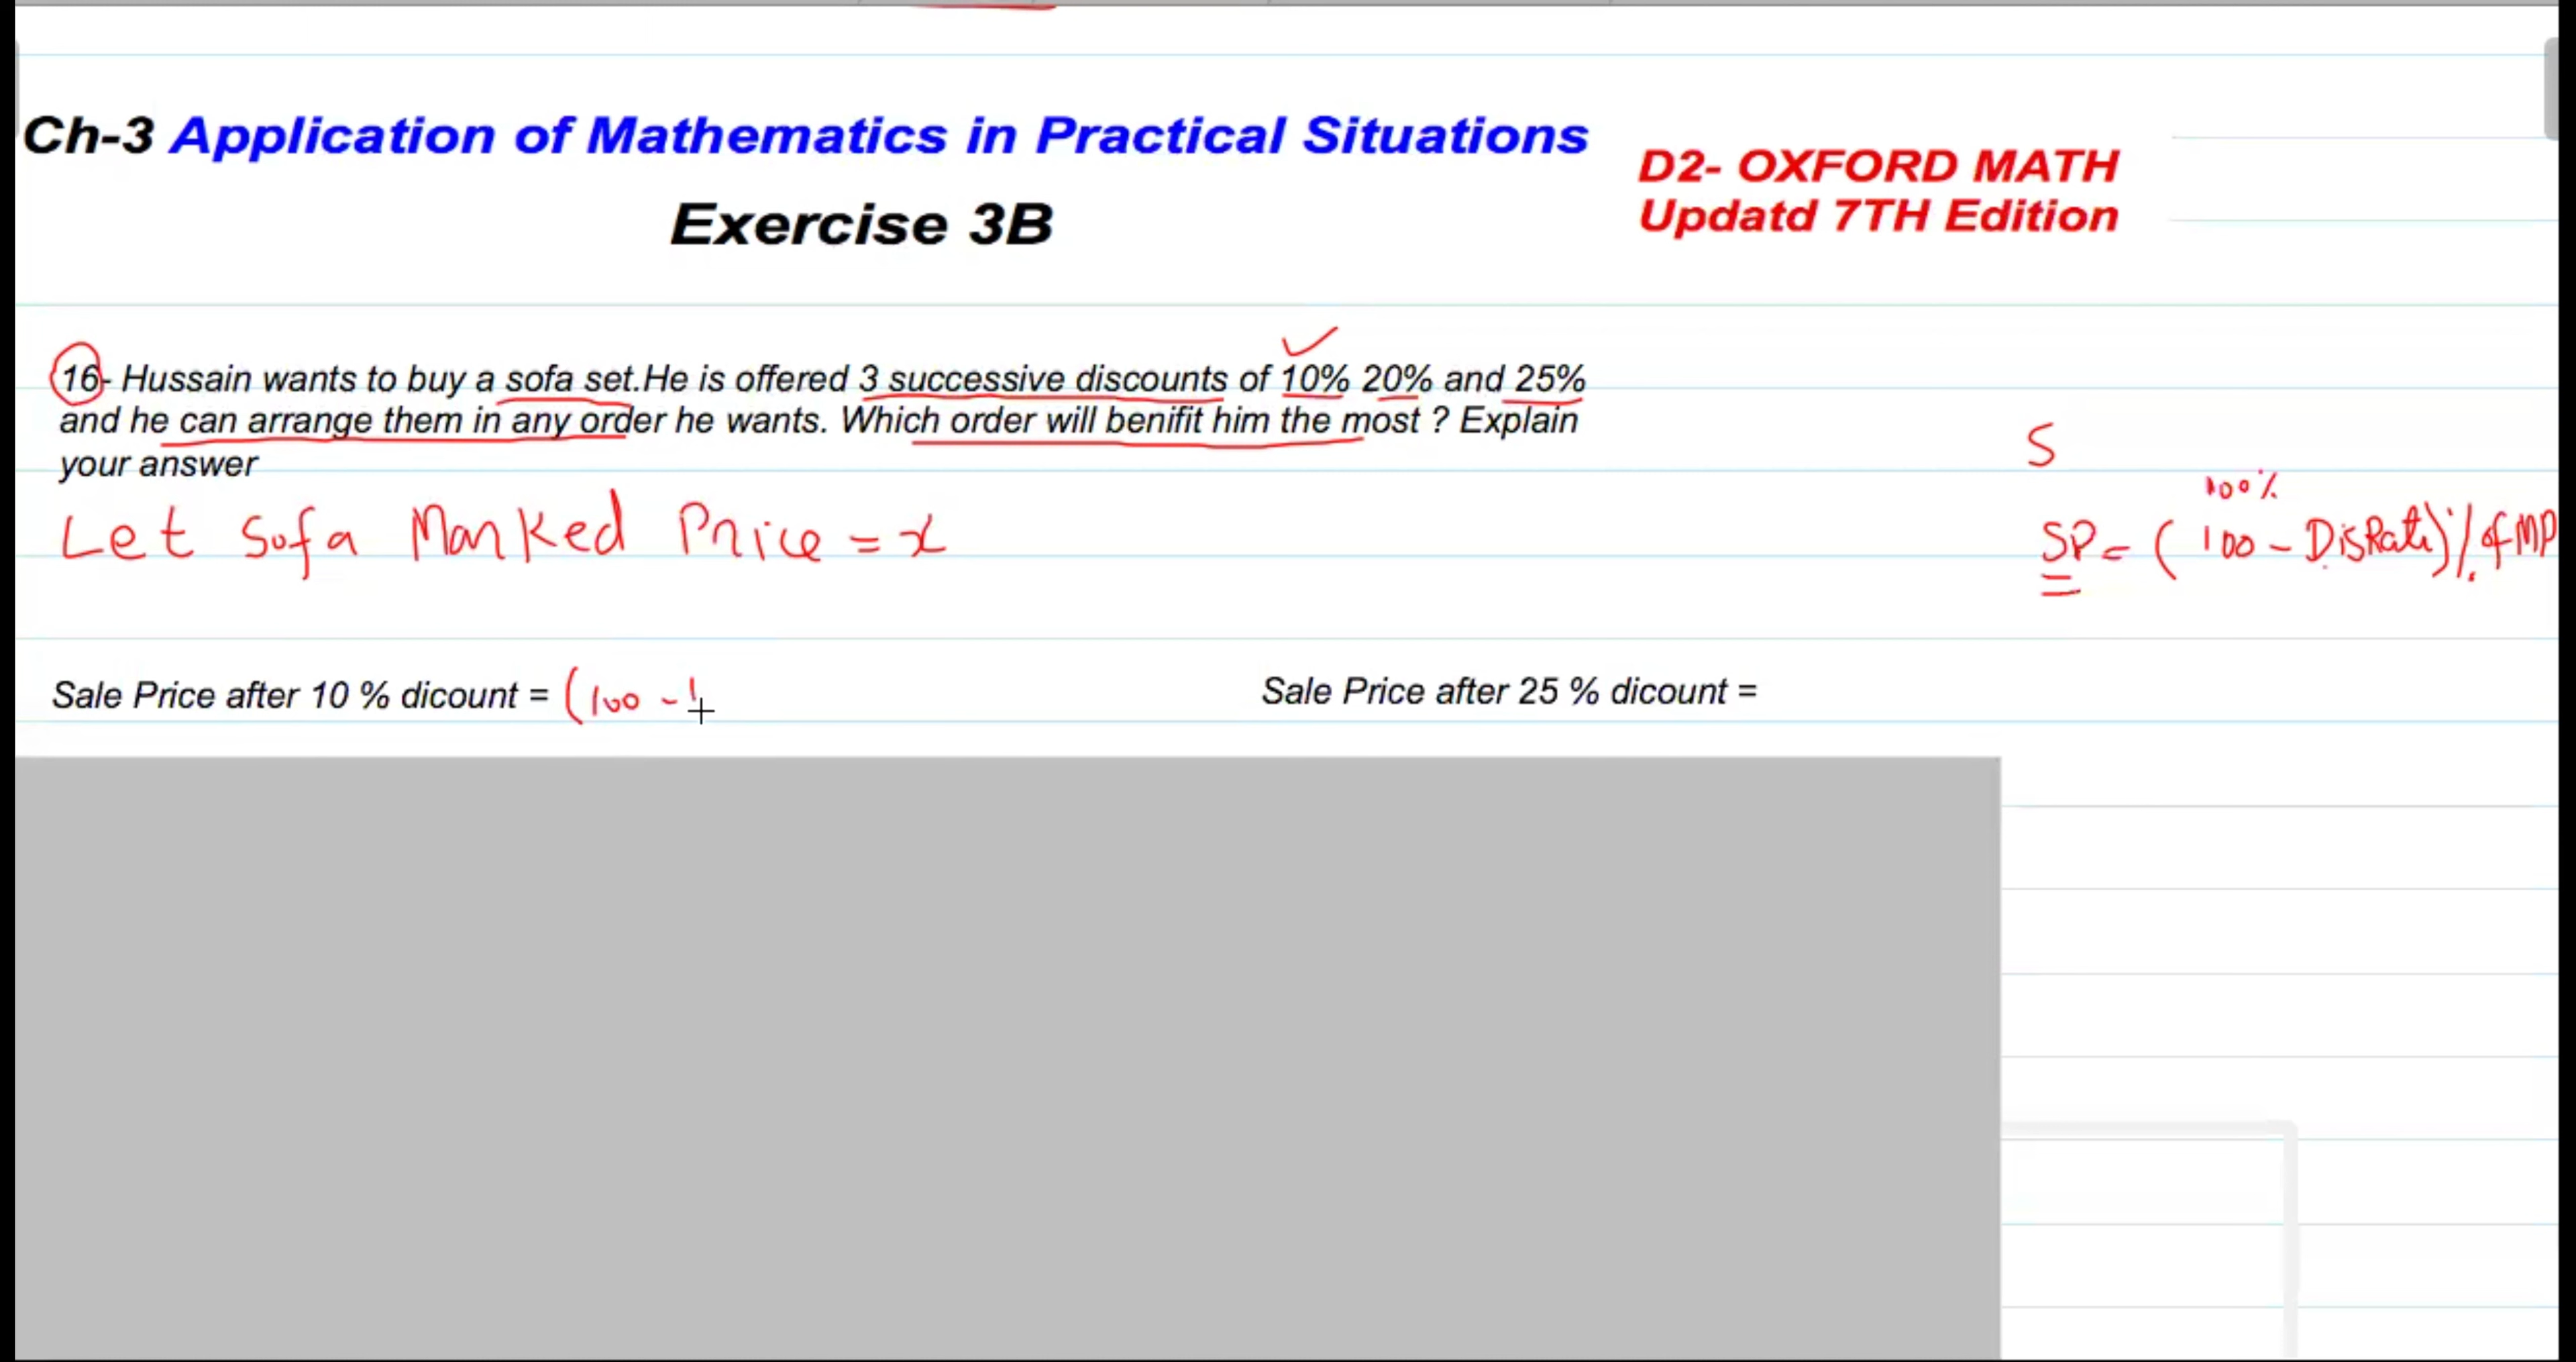 Ch-3 Application of Mathematics in Practical Situations
D2- OXFORD MATH
Updatd 7TH Edition
Exercise 3B
16- Hussain wants to buy a sofa set.He is offered 3 successive discounts of 10% 20% and 25%
and he can arrange them in any order he wants. Which order will benifit him the most ? Explain
your answer
S
100%
Let Sofa Marked Price = x
SP = ( 100 - DisRate)% of MP
Sale Price after 10 % dicount = (100 - 1
Sale Price after 25 % dicount =